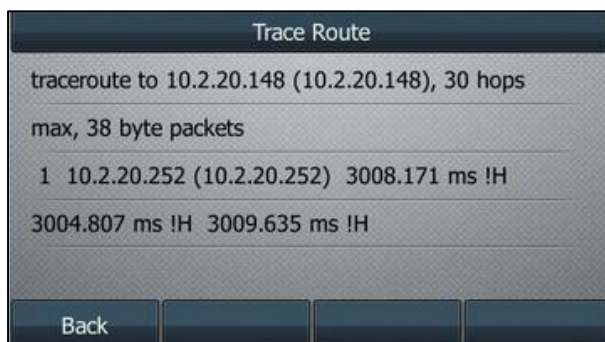 Trace Route
traceroute to 10.2.20.148 (10.2.20.148), 30 hops
max, 38 byte packets
1 10.2.20.252 (10.2.20.252) 3008.171 ms !H
3004.807 ms !H 3009.635 ms !H
Back